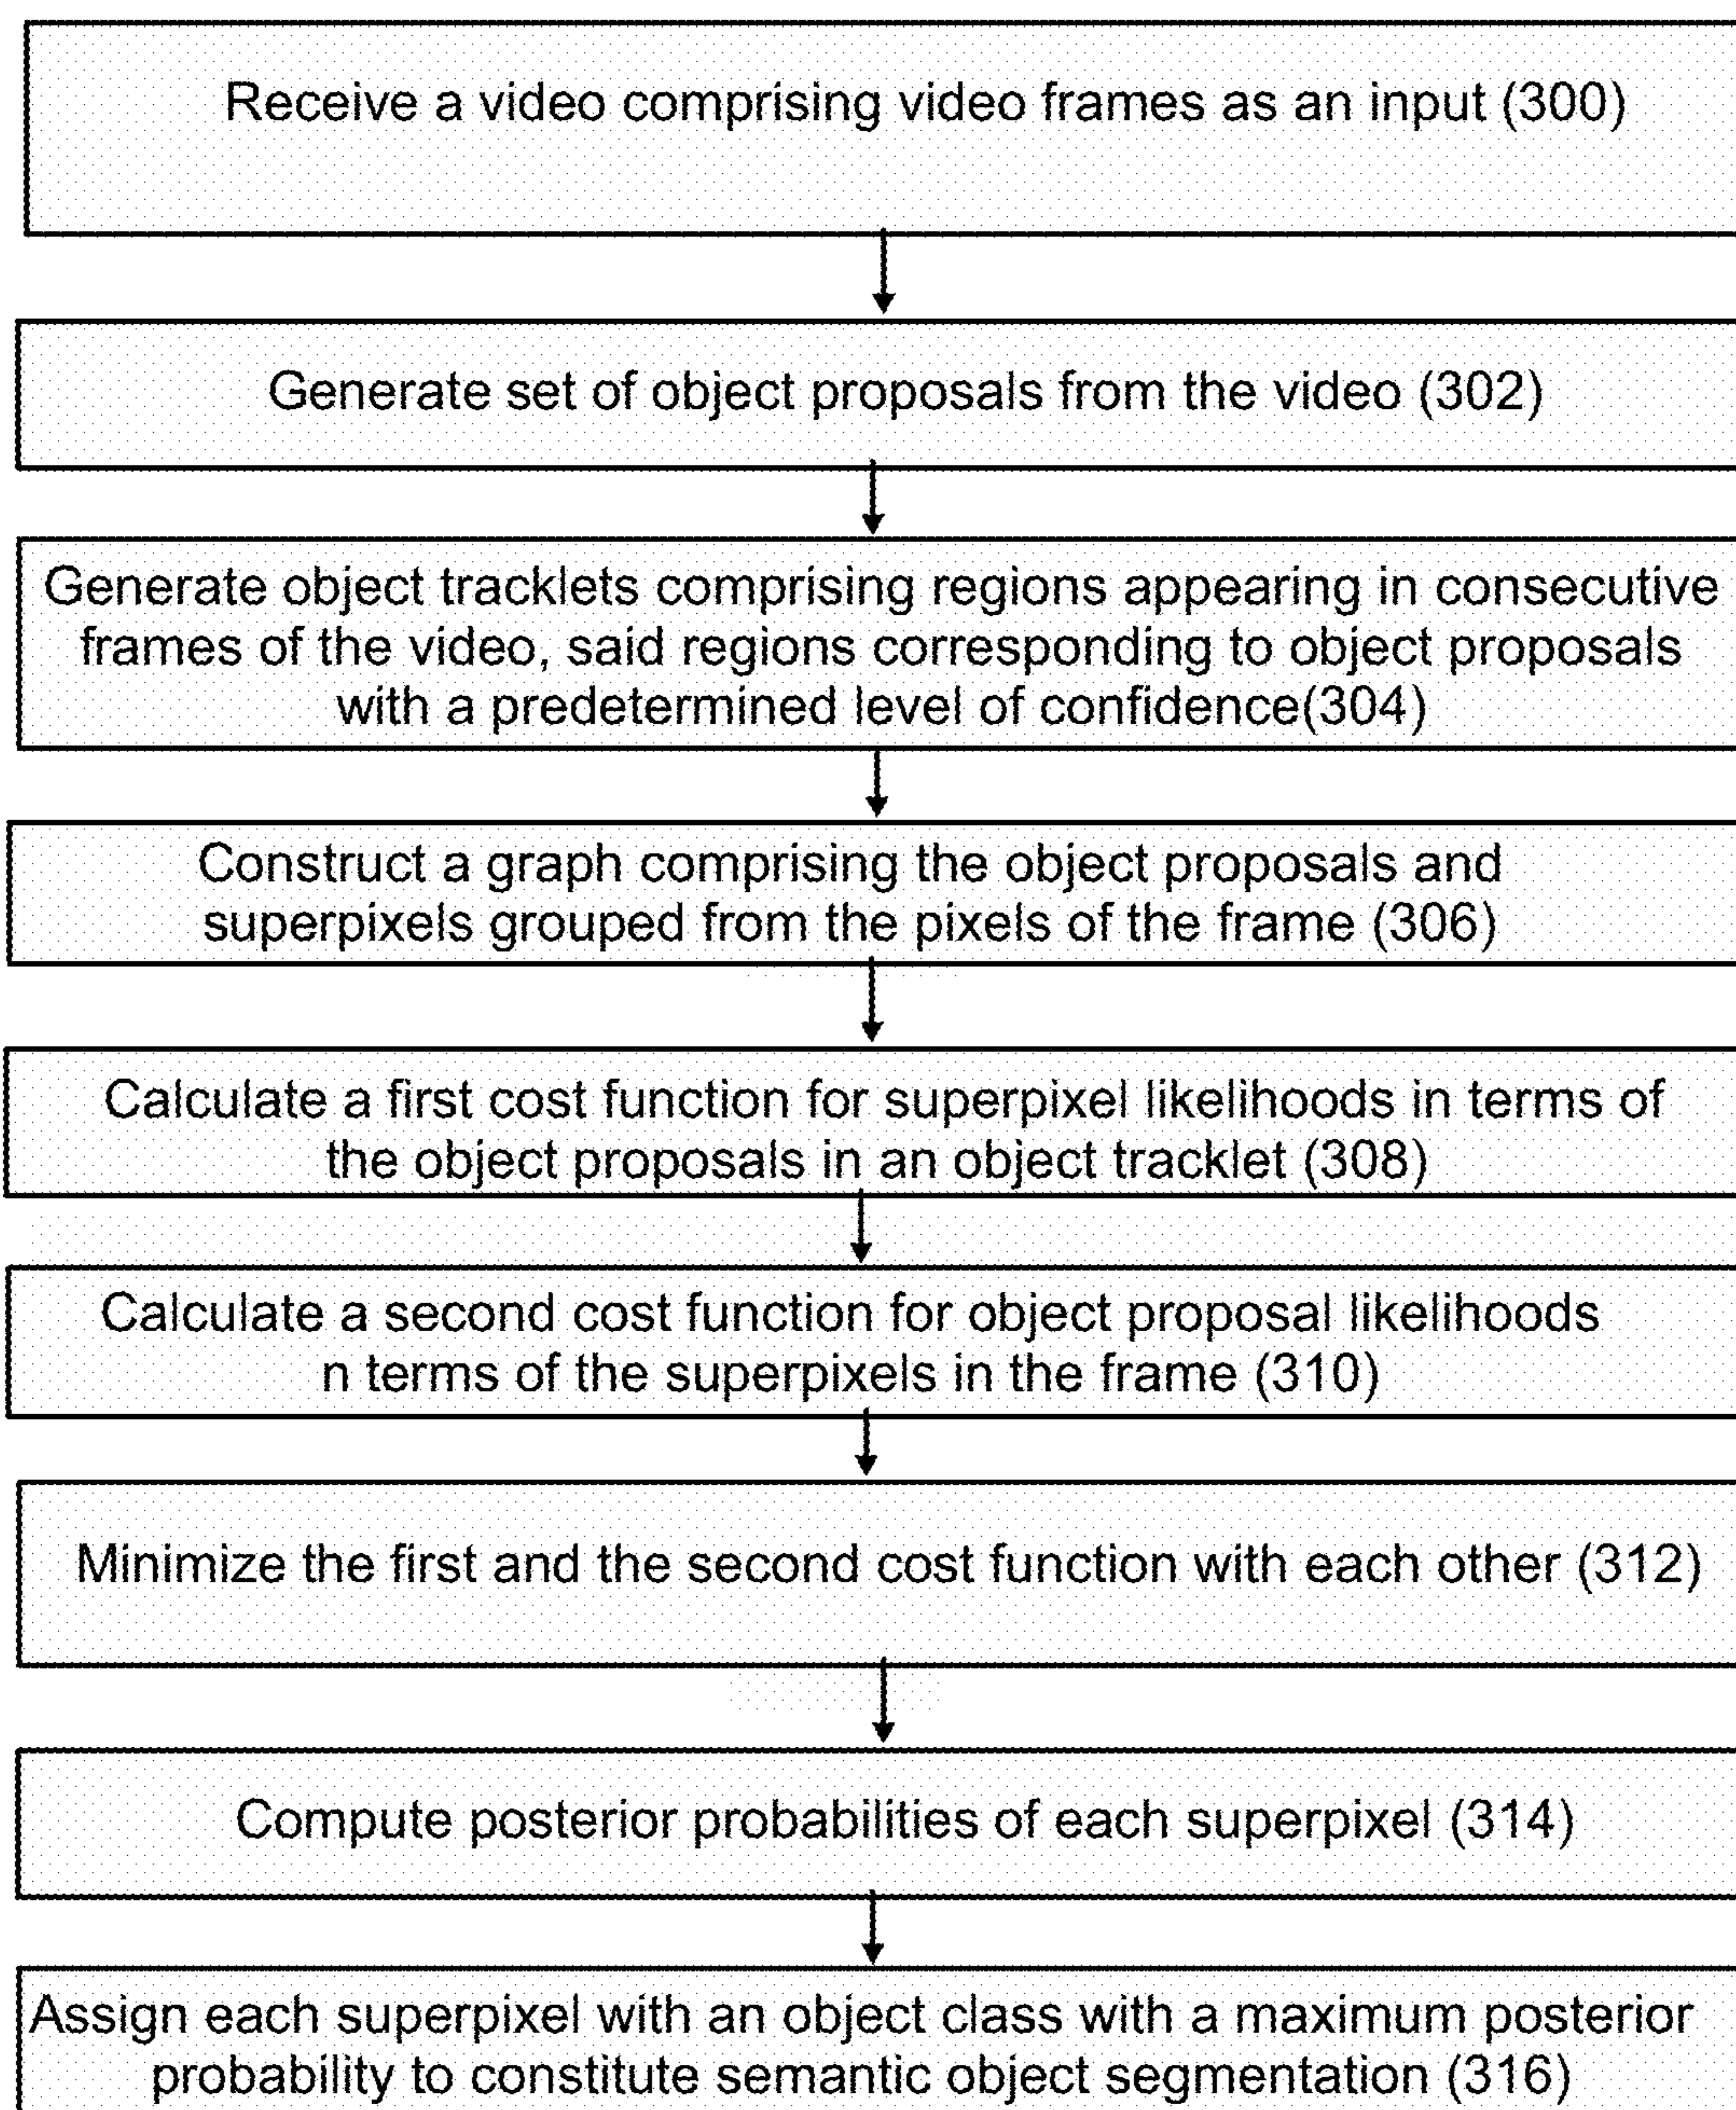 Receive a video comprising video frames as an input (300)
Generate set of object proposals from the video (302)
Generate object tracklets comprising regions appearing in consecutive
frames of the video, said regions corresponding to object proposals
with a predetermined level of confidence(304)
Construct a graph comprising the object proposals and
superpixels grouped from the pixels of the frame (306)
Calculate a first cost function for superpixel likelihoods in terms of
the object proposals in an object tracklet (308)
Calculate a second cost function for object proposal likelihoods
n terms of the superpixels in the frame (310)
Minimize the first and the second cost function with each other (312)
Compute posterior probabilities of each superpixel (314)
Assign each superpixel with an object class with a maximum posterior
probability to constitute semantic object segmentation (316)